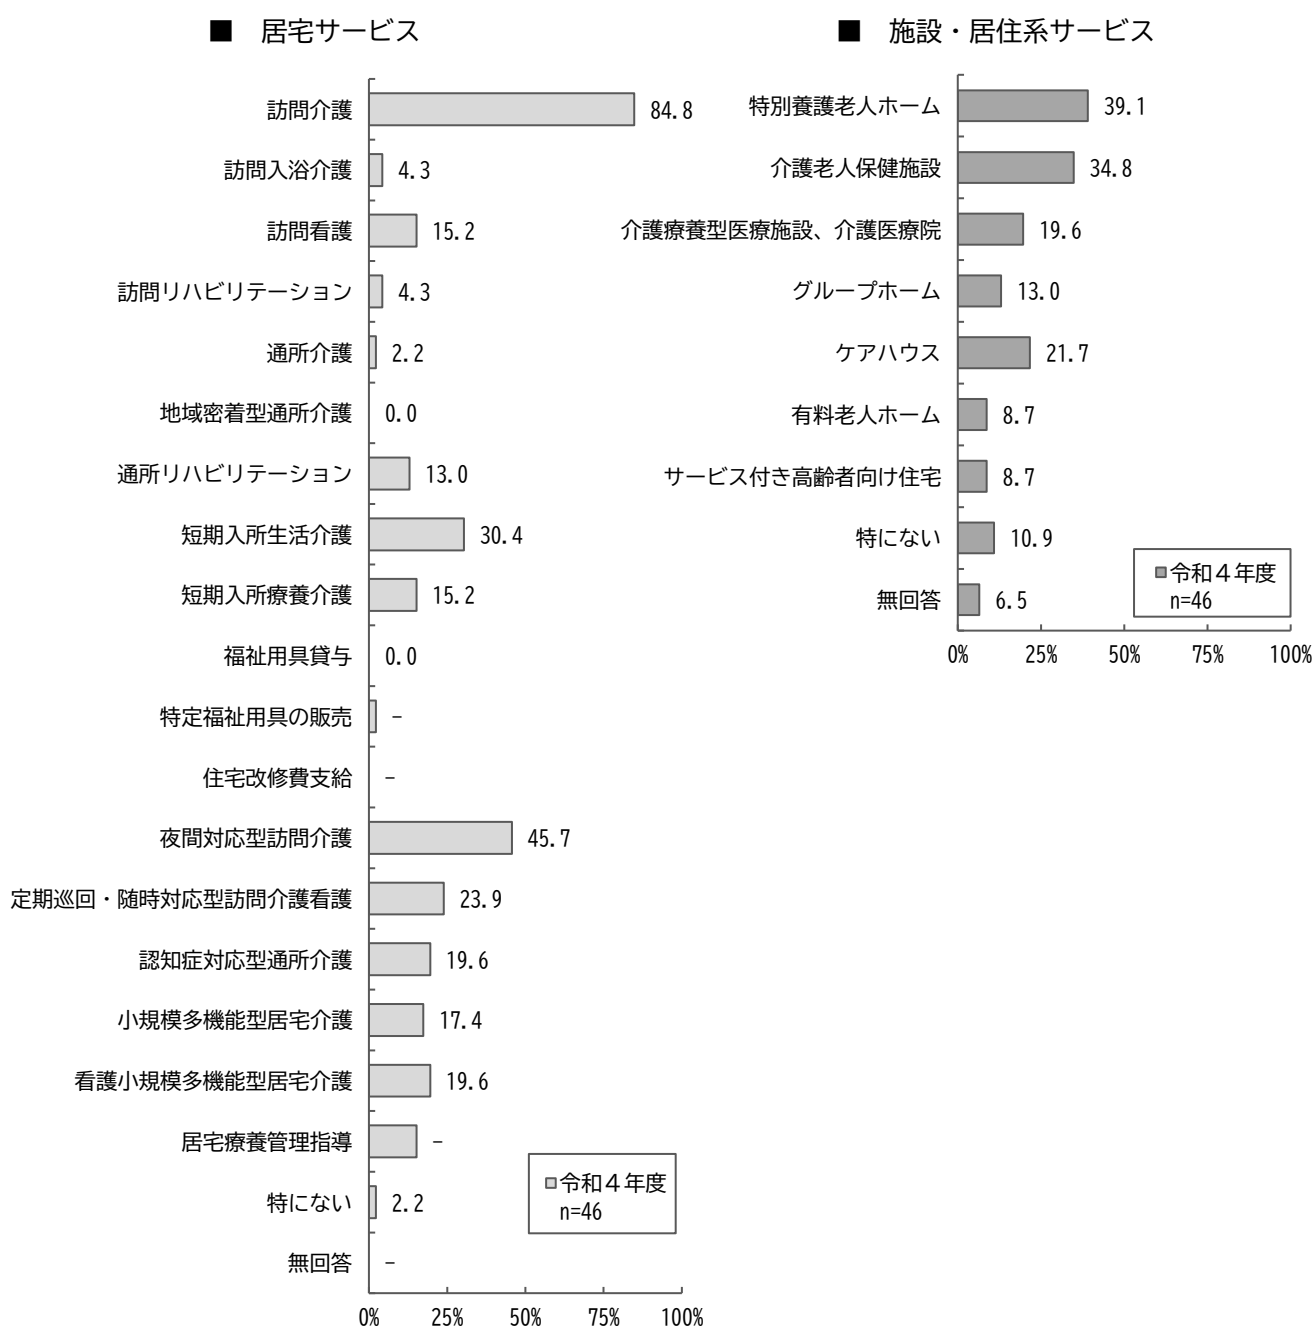 ■ 居宅サービス
訪問介護 84.8
訪問入浴介護 4.3
訪問看護 15.2
訪問リハビリテーション 4.3
通所介護 2.2
地域密着型通所介護 0.0
通所リハビリテーション 13.0
短期入所生活介護 30.4
短期入所療養介護 15.2
福祉用具貸与 0.0
特定福祉用具の販売 -
住宅改修費支給 -
夜間対応型訪問介護 45.7
定期巡回・随時対応型訪問介護看護 23.9
認知症対応型通所介護 19.6
小規模多機能型居宅介護 17.4
看護小規模多機能型居宅介護 19.6
居宅療養管理指導 -
特にない 2.2
無回答 -
令和４年度
n=46
0% 25% 50% 75% 100%
■ 施設・居住系サービス
特別養護老人ホーム 39.1
介護老人保健施設 34.8
介護療養型医療施設、介護医療院 19.6
グループホーム 13.0
ケアハウス 21.7
有料老人ホーム 8.7
サービス付き高齢者向け住宅 8.7
特にない 10.9
無回答 6.5
令和４年度
n=46
0% 25% 50% 75% 100%